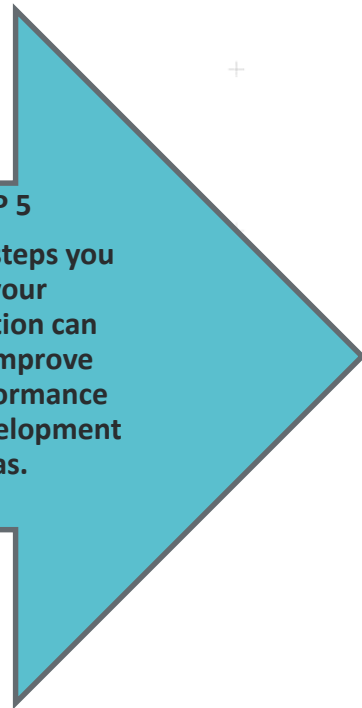 P 5
steps you
your
tion can
mprove
ormance
elopment
as.